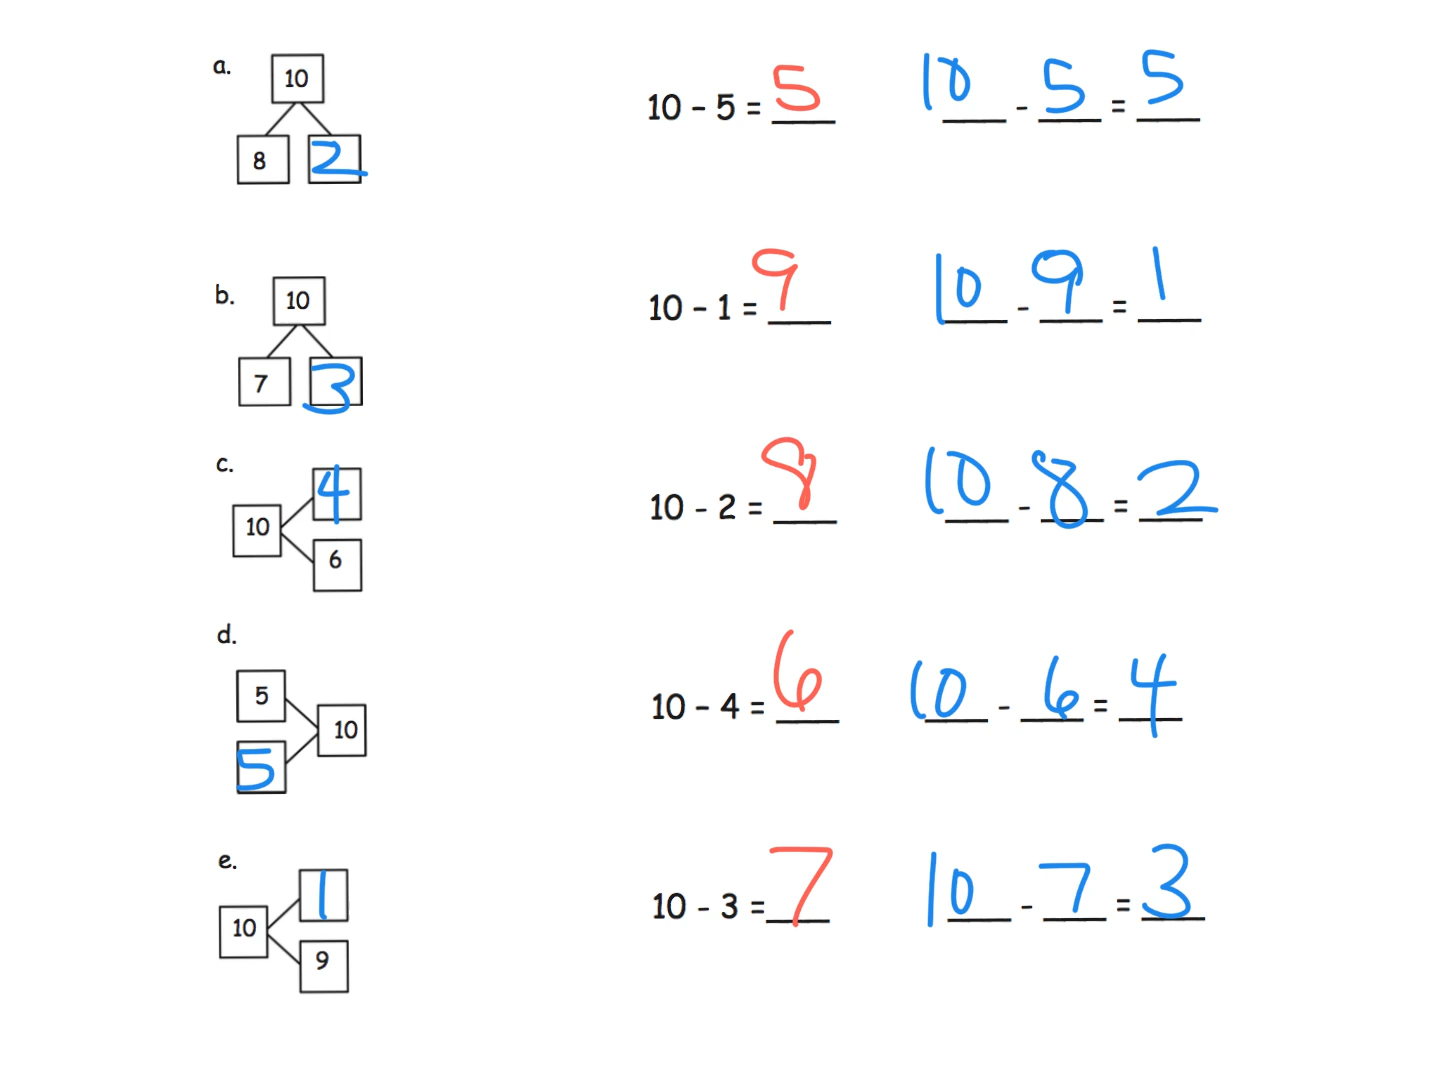 a.
10
8 2
10 - 5 = 5 10 - 5 = 5
b.
10
7 3
10 - 1 = 9 10 - 9 = 1
c.
4
10
6
10 - 2 = 8 10 - 8 = 2
d.
5
10
5
10 - 4 = 6 10 - 6 = 4
e.
1
10
9
10 - 3 = 7 10 - 7 = 3